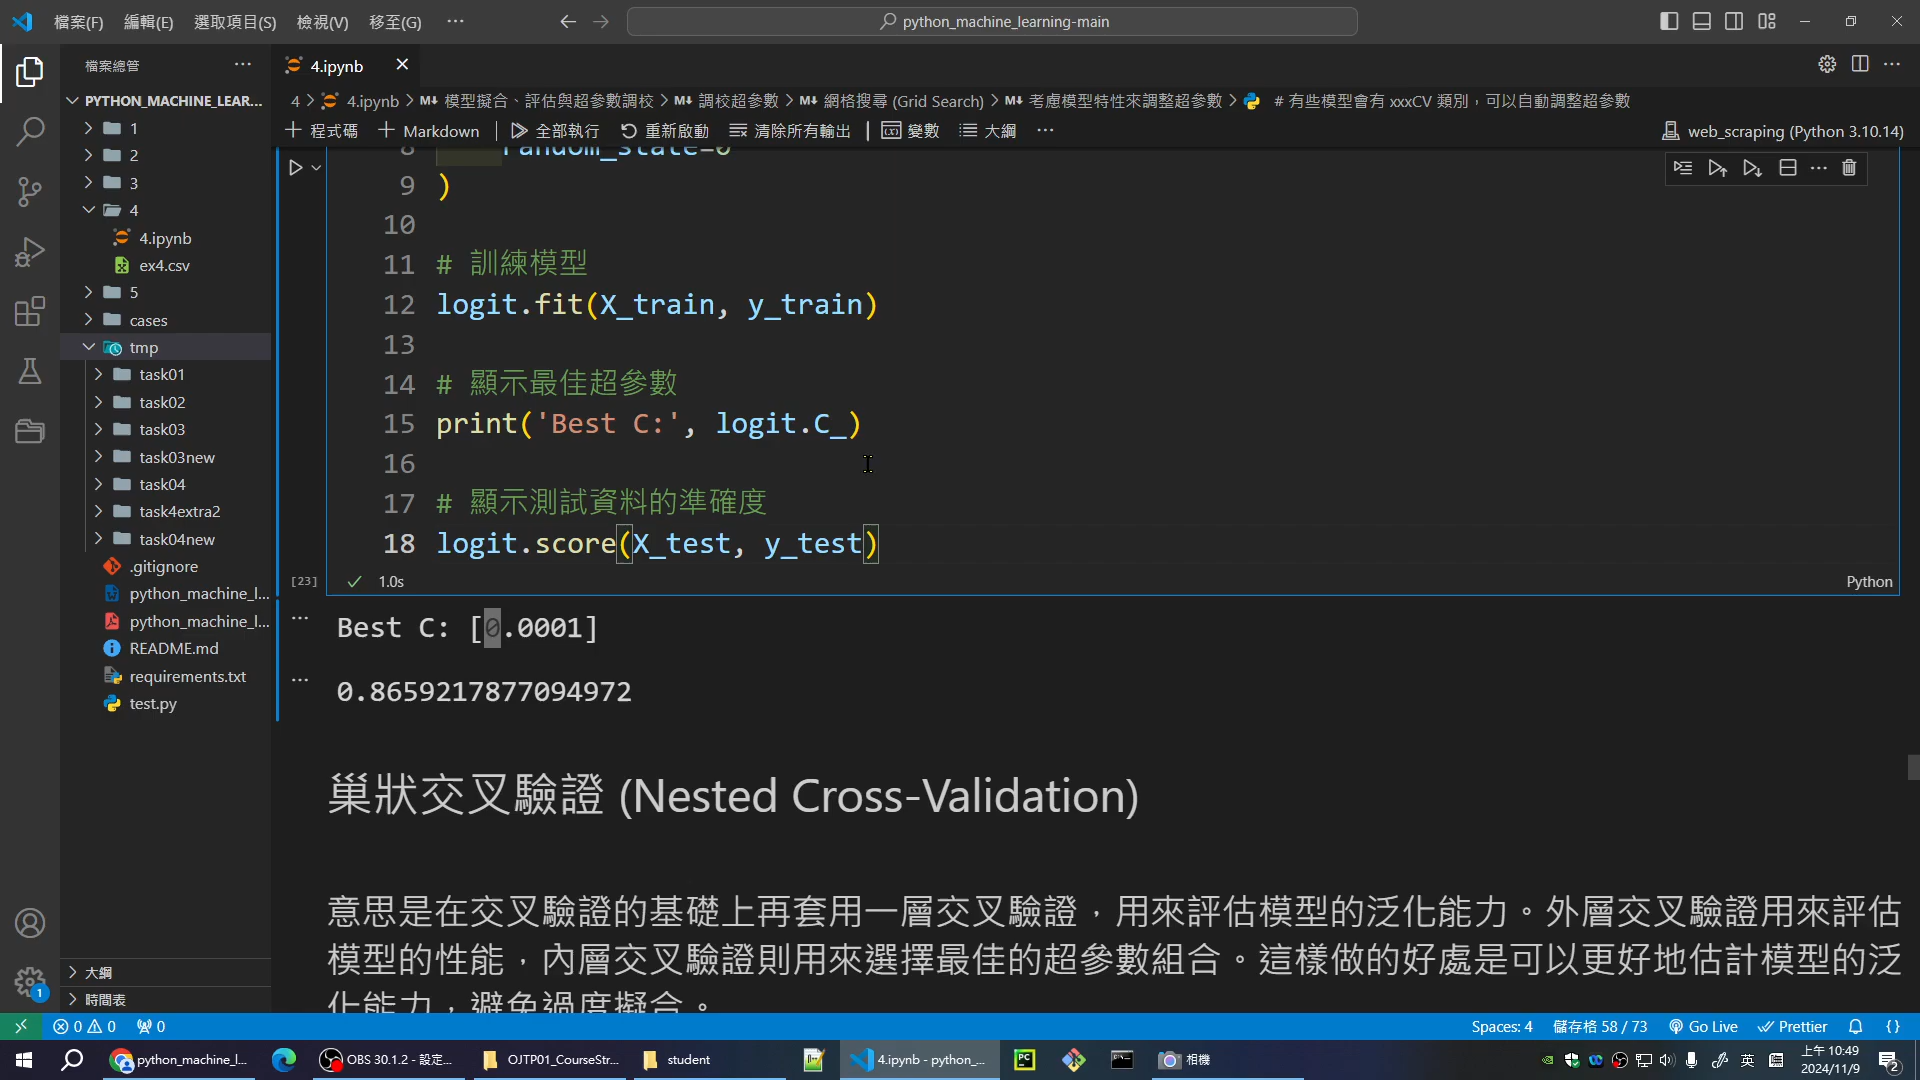 檔案(F) 編輯(E) 選取項目(S) 檢視(V) 移至(G) ··· python_machine_learning-main
檔案總管 ···
4.ipynb
4 > 4.ipynb > 模型擬合、評估與超參數調校 > 調校超參數 > 網格搜尋 (Grid Search) > 考慮模型特性來調整超參數 > # 有些模型會有 xxxCV 類別，可以自動調整超參數
+ 程式碼 + Markdown 全部執行 重新啟動 清除所有輸出 變數 大綱 ··· web_scraping (Python 3.10.14)
PYTHON_MACHINE_LEAR...
1
2
3
4
4.ipynb
ex4.csv
5
cases
tmp
task01
task02
task03
task03new
task04
task4extra2
task04new
.gitignore
python_machine_l...
python_machine_l...
README.md
requirements.txt
test.py
大綱
時間表
8 random_state=0
9 )
10
11 # 訓練模型
12 logit.fit(X_train, y_train)
13
14 # 顯示最佳超參數
15 print('Best C:', logit.C_)
16
17 # 顯示測試資料的準確度
18 logit.score(X_test, y_test)
[23] 1.0s Python
Best C: [0.0001]
0.8659217877094972
巢狀交叉驗證 (Nested Cross-Validation)
意思是在交叉驗證的基礎上再套用一層交叉驗證，用來評估模型的泛化能力。外層交叉驗證用來評估
模型的性能，內層交叉驗證則用來選擇最佳的超參數組合。這樣做的好處是可以更好地估計模型的泛
化能力，避免過度擬合。
0 0 0 Spaces: 4 儲存格 58 / 73 Go Live Prettier
1
python_machine_l... OBS 30.1.2 - 設定... OJTP01_CourseStr... student 4.ipynb - python_... 相機 英 上午 10:49
2024/11/9
2